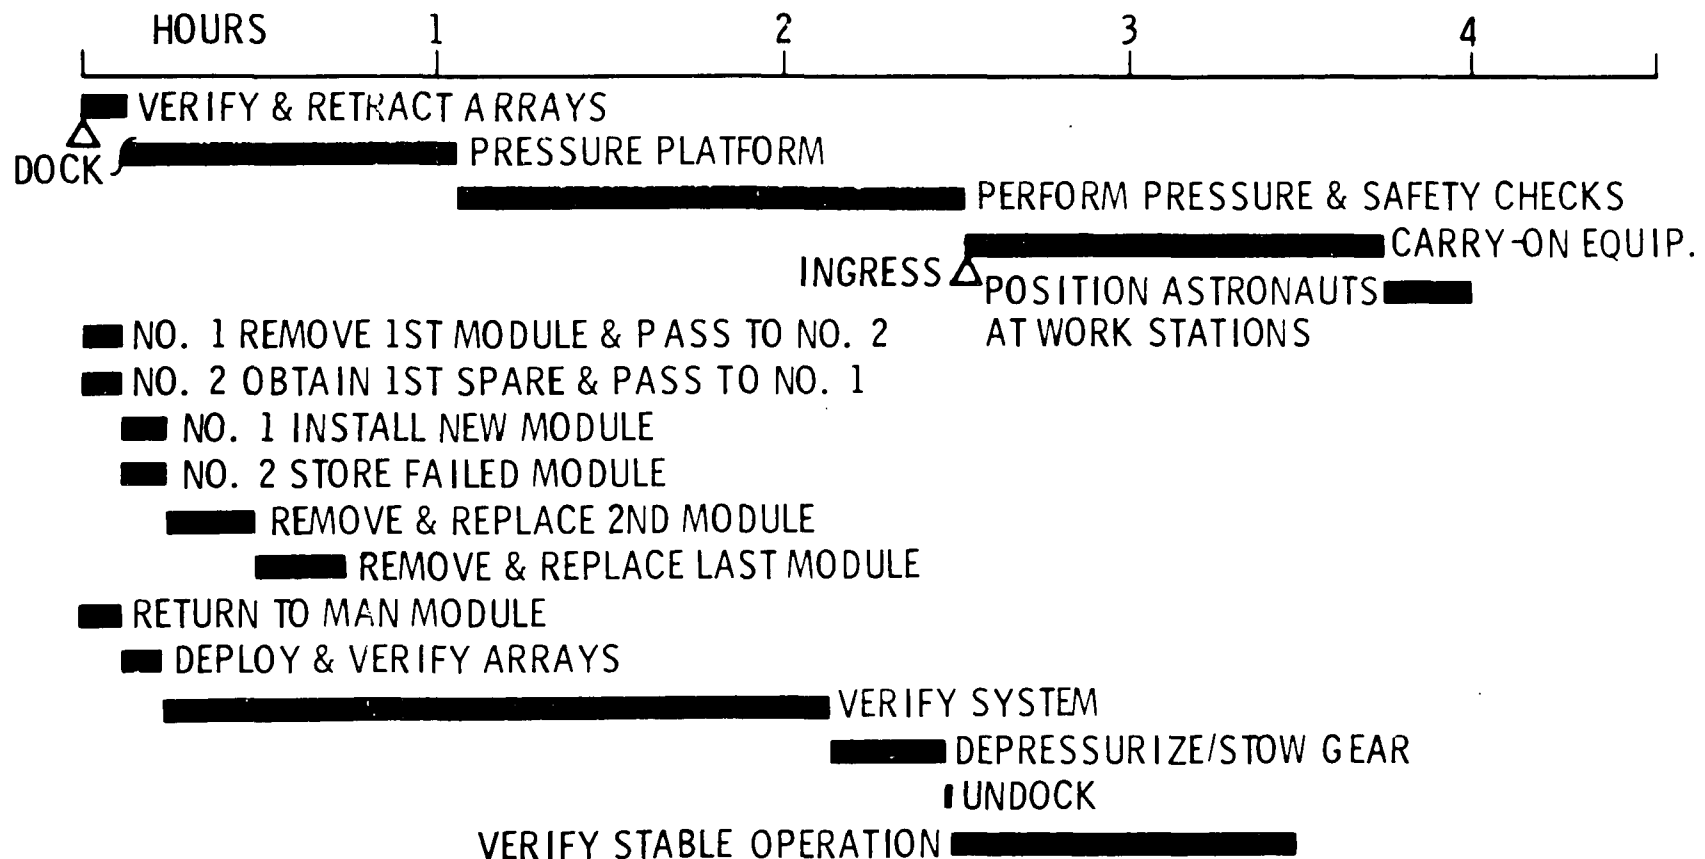 HOURS 1 2 3 4
VERIFY & RETRACT ARRAYS
DOCK
PRESSURE PLATFORM
PERFORM PRESSURE & SAFETY CHECKS
CARRY-ON EQUIP.
INGRESS
POSITION ASTRONAUTS
AT WORK STATIONS
NO. 1 REMOVE 1ST MODULE & PASS TO NO. 2
NO. 2 OBTAIN 1ST SPARE & PASS TO NO. 1
NO. 1 INSTALL NEW MODULE
NO. 2 STORE FAILED MODULE
REMOVE & REPLACE 2ND MODULE
REMOVE & REPLACE LAST MODULE
RETURN TO MAN MODULE
DEPLOY & VERIFY ARRAYS
VERIFY SYSTEM
DEPRESSURIZE/STOW GEAR
UNDOCK
VERIFY STABLE OPERATION